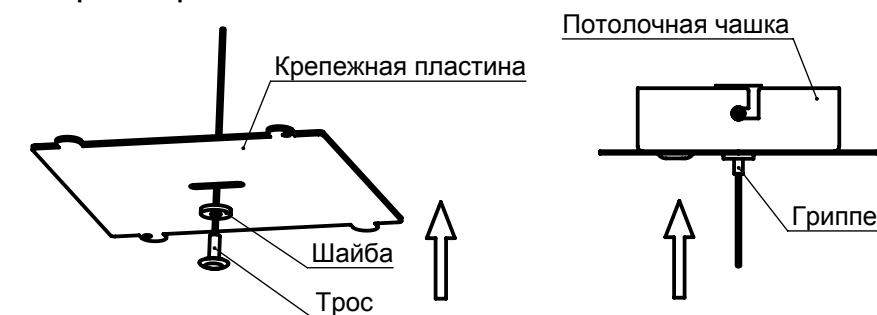 Потолочная чашка
Крепежная пластина
Гриппе
Шайба
Трос